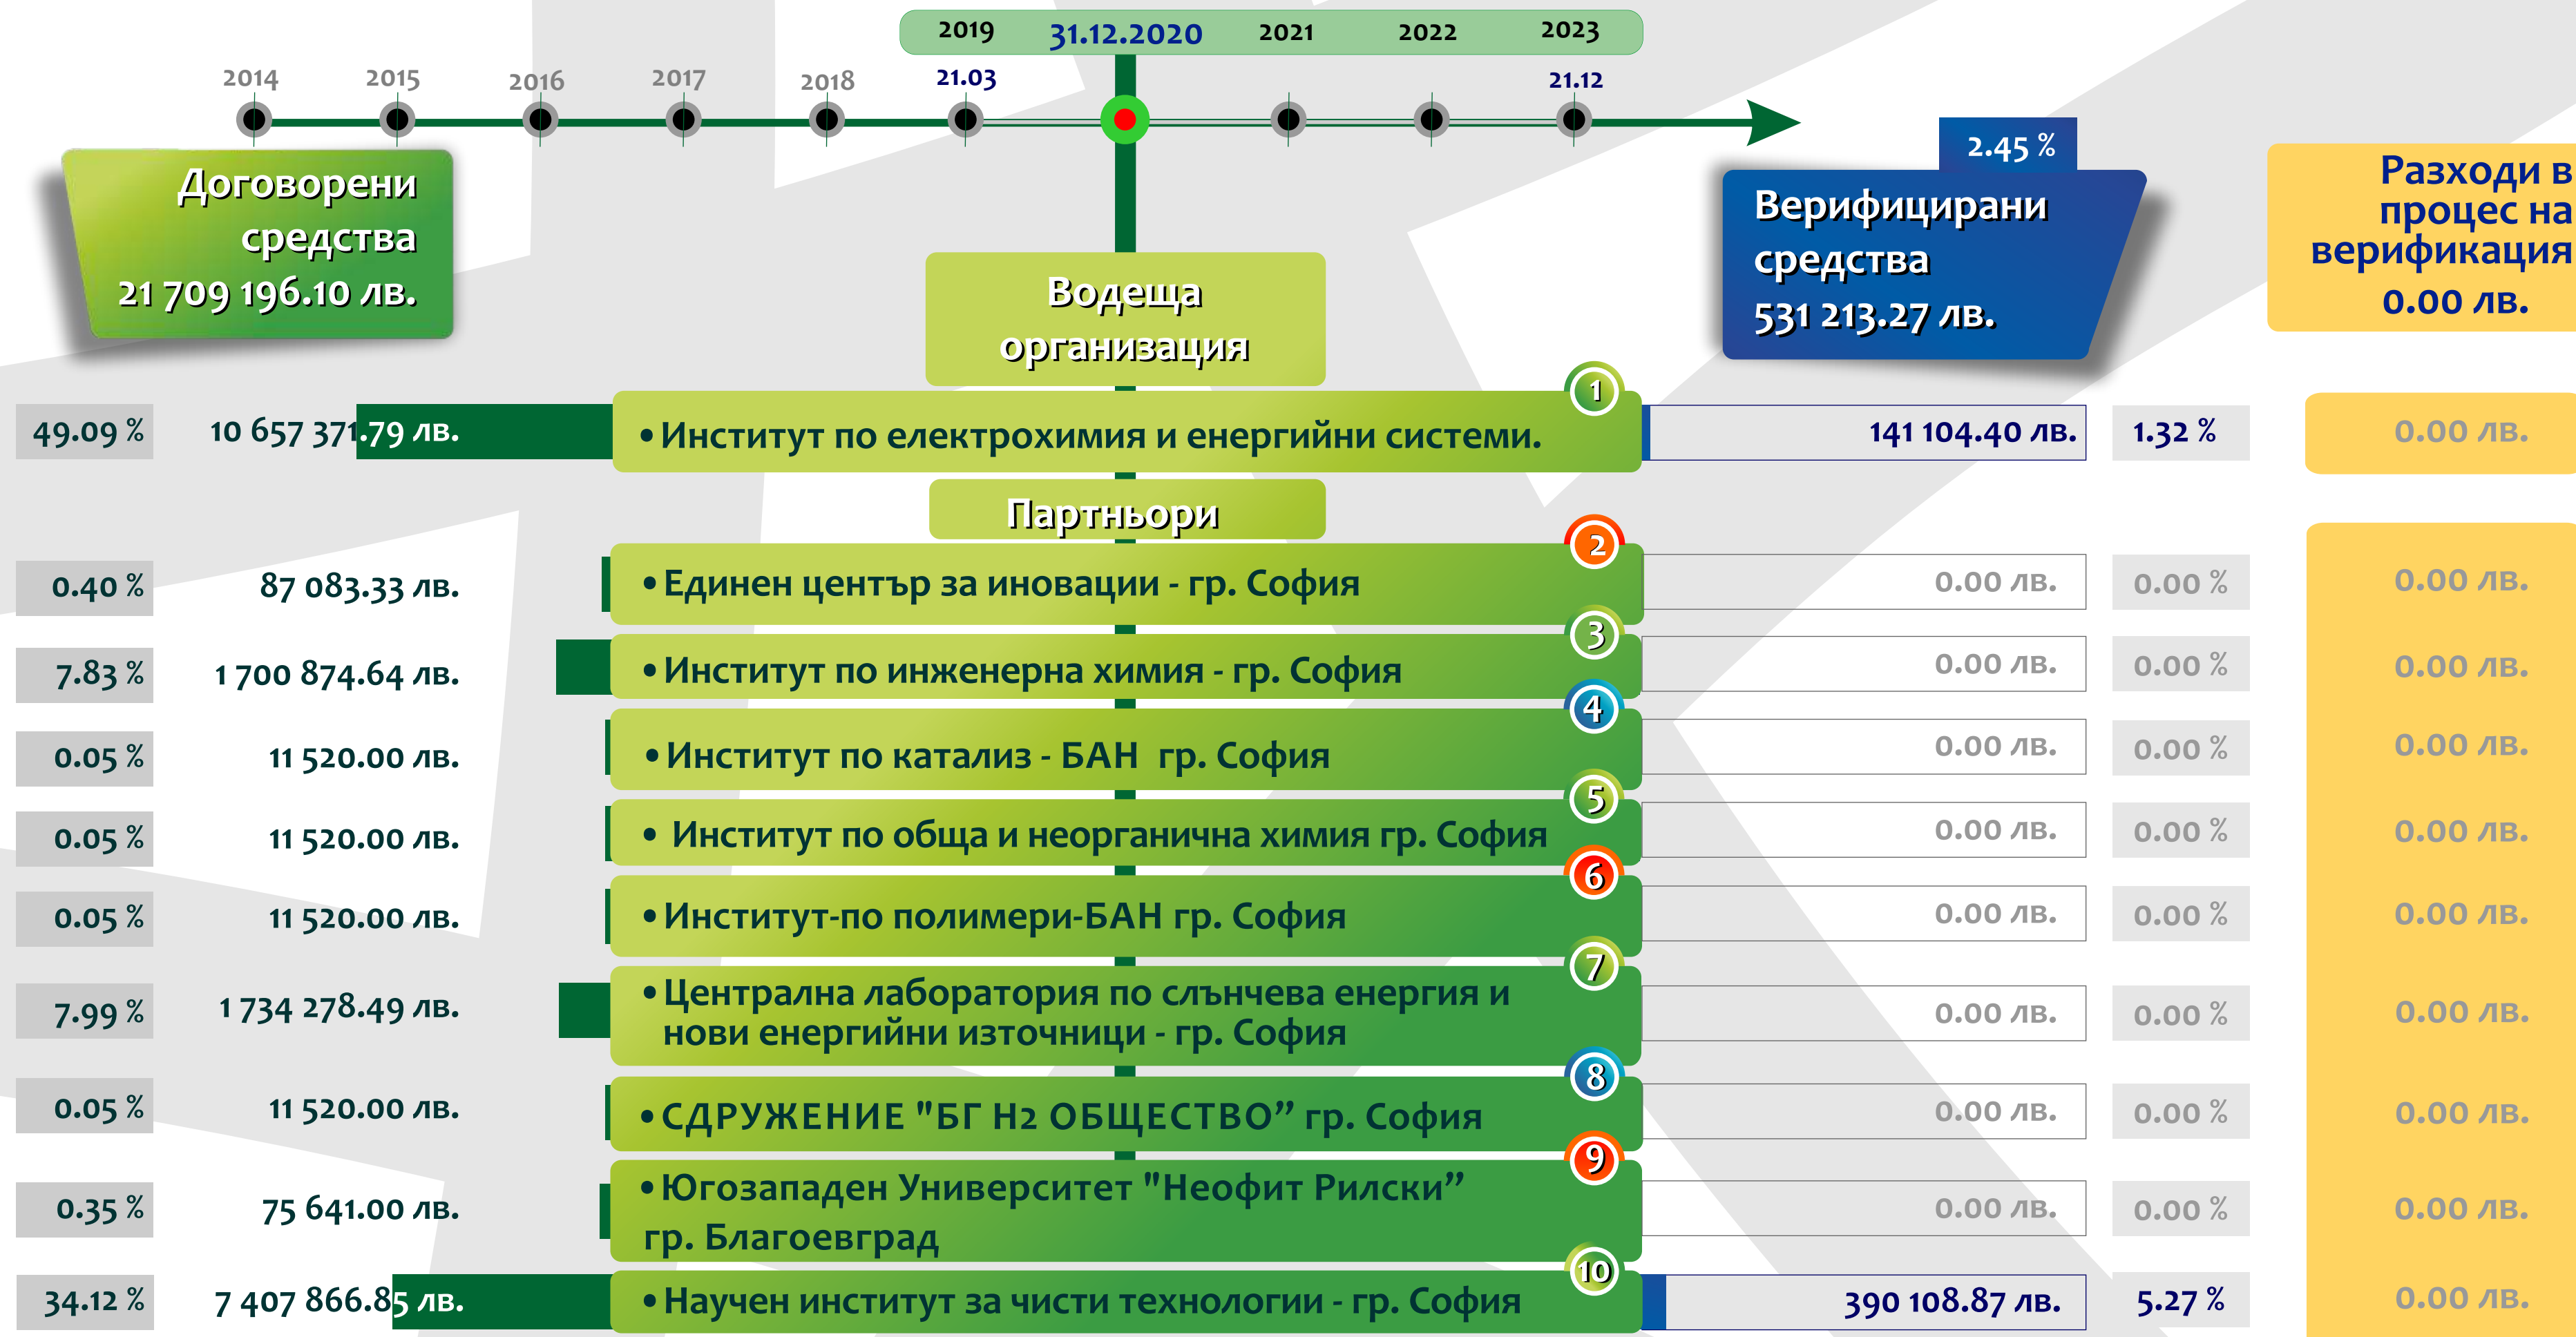 2019 31.12.2020 2021 2022 2023
2014 2015 2016 2017 2018 21.03 21.12
Договорени
средства
21 709 196.10 лв.
2.45 %
Верифицирани
средства
531 213.27 лв.
Разходи в
процес на
верификация
0.00 лв.
Водеща
организация
1
49.09 % 10 657 371.79 лв. •Институт по електрохимия и енергийни системи. 141 104.40 лв. 1.32 % 0.00 лв.
Партньори
2
0.40 % 87 083.33 лв. •Единен център за иновации - гр. София 0.00 лв. 0.00 % 0.00 лв.
3
7.83 % 1 700 874.64 лв. •Институт по инженерна химия - гр. София 0.00 лв. 0.00 % 0.00 лв.
4
0.05 % 11 520.00 лв. •Институт по катализ - БАН гр. София 0.00 лв. 0.00 % 0.00 лв.
5
0.05 % 11 520.00 лв. • Институт по обща и неорганична химия гр. София 0.00 лв. 0.00 % 0.00 лв.
6
0.05 % 11 520.00 лв. •Институт-по полимери-БАН гр. София 0.00 лв. 0.00 % 0.00 лв.
7
7.99 % 1 734 278.49 лв. •Централна лаборатория по слънчева енергия и
нови енергийни източници - гр. София 0.00 лв. 0.00 % 0.00 лв.
8
0.05 % 11 520.00 лв. •СДРУЖЕНИЕ "БГ Н2 ОБЩЕСТВО” гр. София 0.00 лв. 0.00 % 0.00 лв.
9
0.35 % 75 641.00 лв. •Югозападен Университет "Неофит Рилски”
гр. Благоевград 0.00 лв. 0.00 % 0.00 лв.
10
34.12 % 7 407 866.85 лв. •Научен институт за чисти технологии - гр. София 390 108.87 лв. 5.27 % 0.00 лв.